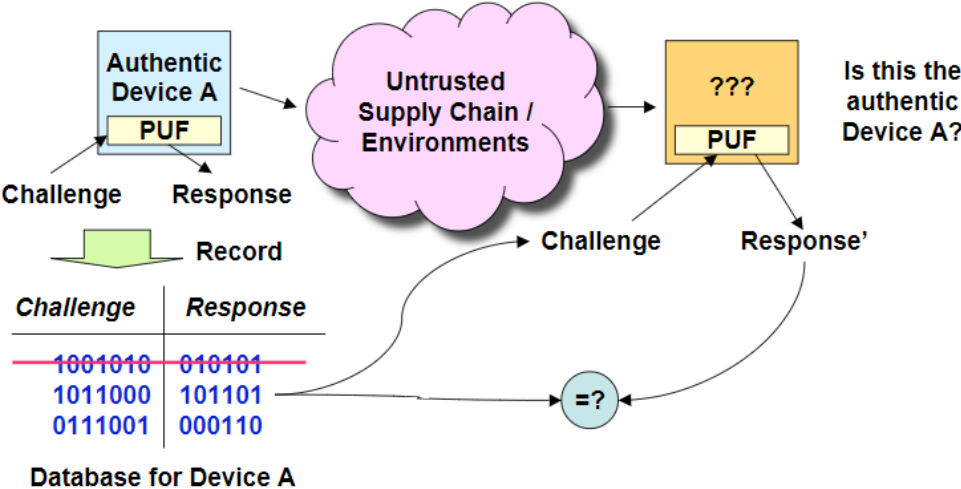 Authentic
Device A
PUF
Challenge
Response
Untrusted
Supply Chain /
Environments
???
PUF
Is this the
authentic
Device A?
Challenge
Response’
Record
Challenge Response
1001010 010101
1011000 101101
0111001 000110
=?
Database for Device A